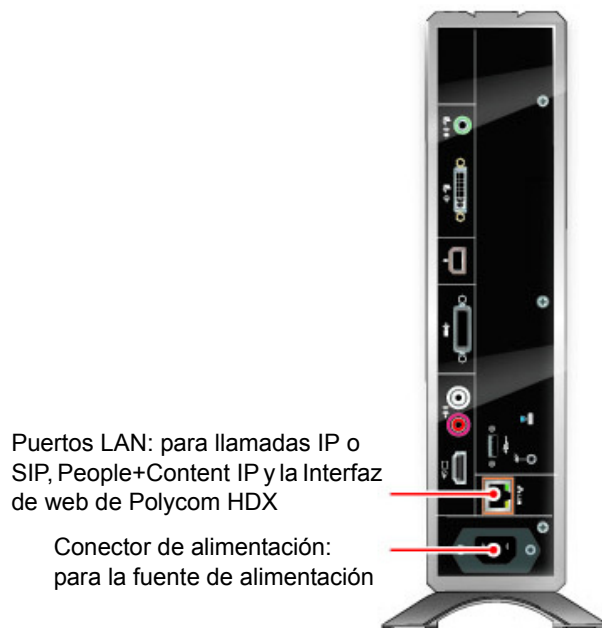 Puertos LAN: para llamadas IP o
SIP, People+Content IP y la Interfaz
de web de Polycom HDX
Conector de alimentación:
para la fuente de alimentación